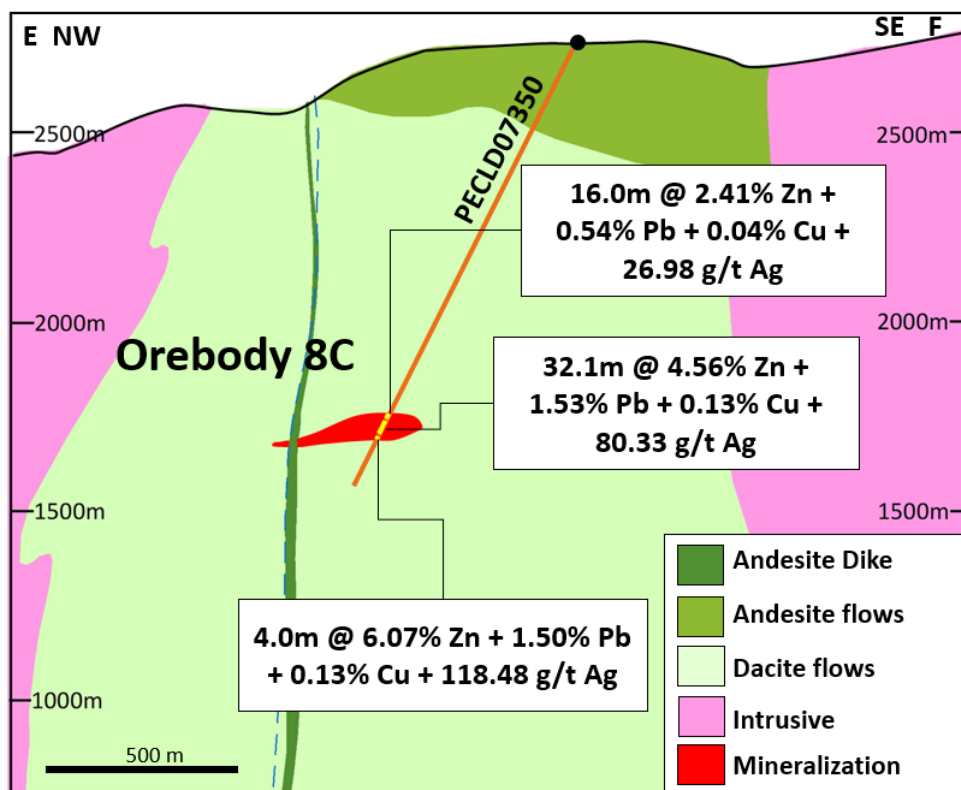 E NW
SE F
2500m
2500m
PECLD07350
16.0m @ 2.41% Zn +
0.54% Pb + 0.04% Cu +
26.98 g/t Ag
2000m
2000m
Orebody 8C
32.1m @ 4.56% Zn +
1.53% Pb + 0.13% Cu +
80.33 g/t Ag
1500m
1500m
Andesite Dike
Andesite flows
Dacite flows
Intrusive
Mineralization
4.0m @ 6.07% Zn + 1.50% Pb
+ 0.13% Cu + 118.48 g/t Ag
1000m
500 m